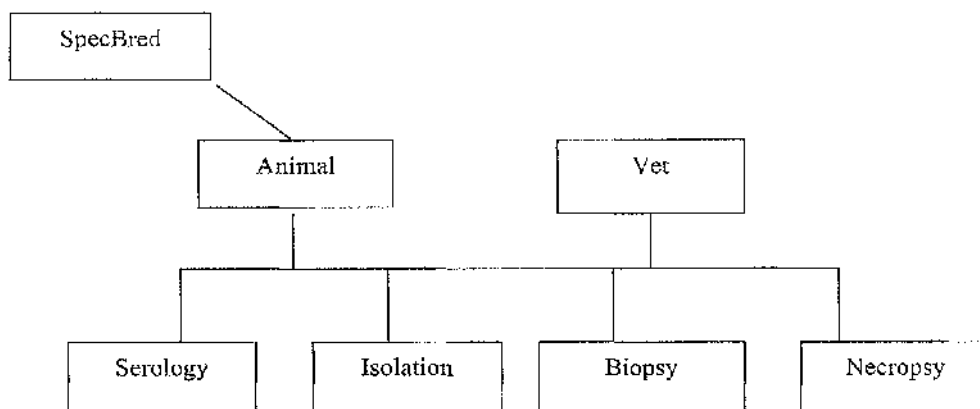 SpecBred
Animal
Vet
Serology
Isolation
Biopsy
Necropsy